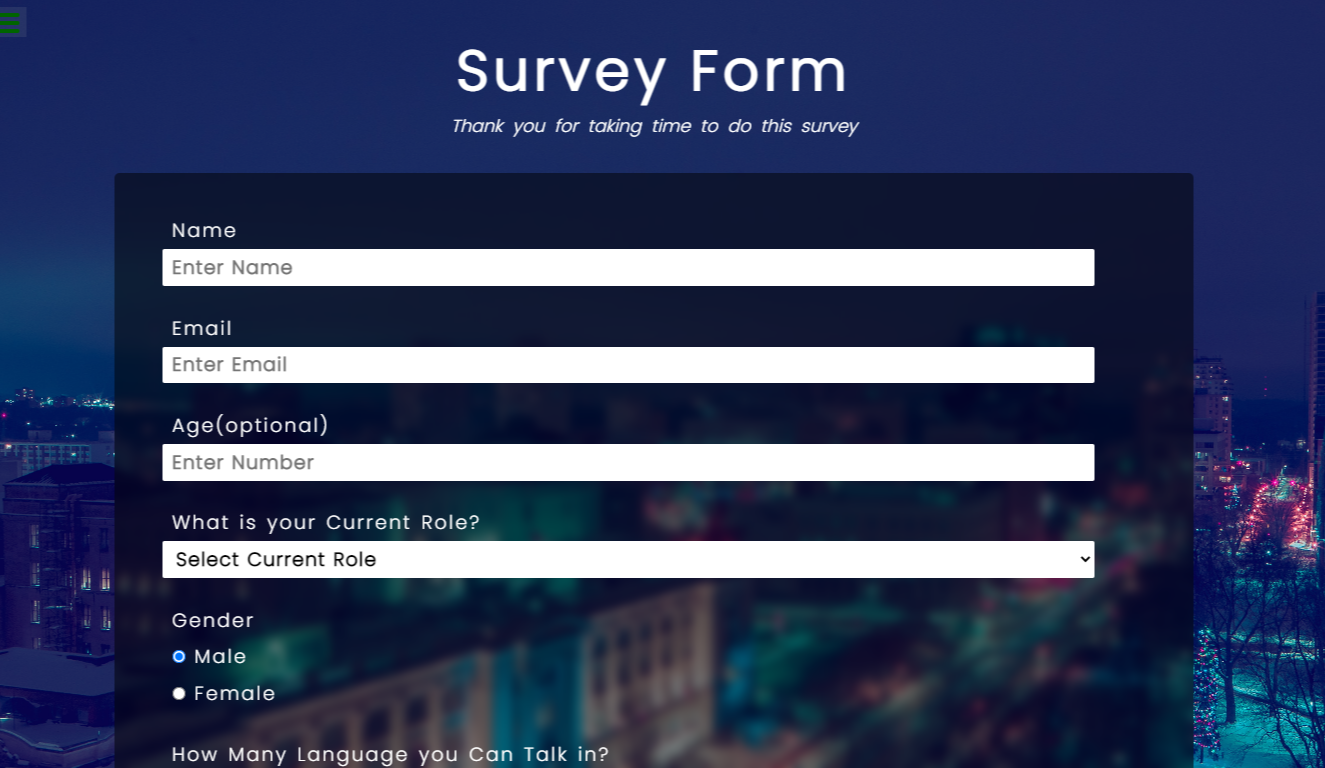 Survey Form
Thank you for taking time to do this survey
Name
Enter Name
Email
Enter Email
Age(optional)
Enter Number
What is your Current Role?
Select Current Role
Gender
Male
Female
How Many Language you Can Talk in?